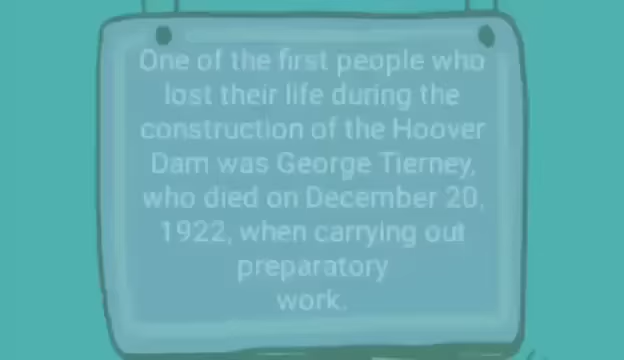 One of the first people who
lost their life during the
construction of the Hoover
Dam was George Tierney,
who died on December 20,
1922, when carrying out
preparatory
work.